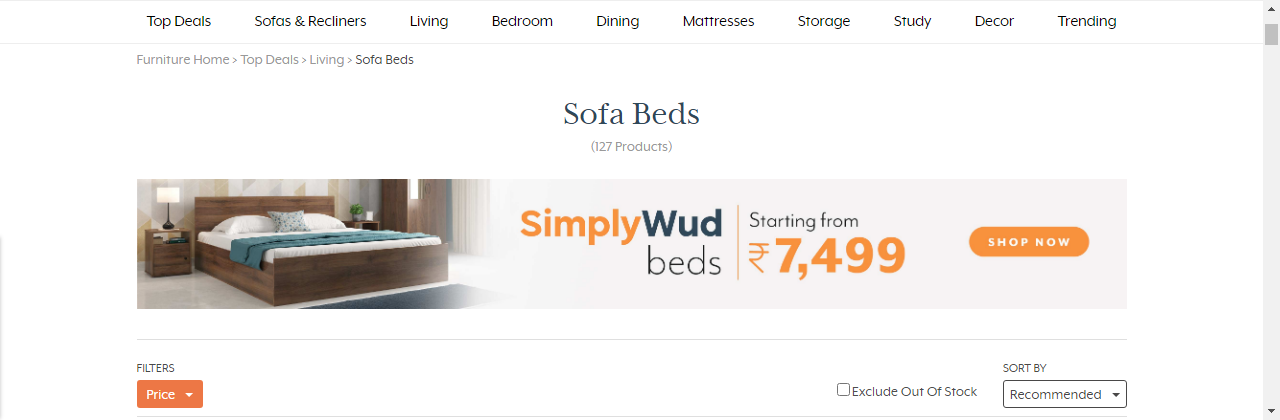 Top Deals Sofas & Recliners Living Bedroom Dining Mattresses Storage Study Decor Trending
Furniture Home > Top Deals > Living > Sofa Beds
Sofa Beds
(127 Products)
SimplyWud
beds
Starting from
₹7,499
SHOP NOW
FILTERS
Price
Exclude Out Of Stock
SORT BY
Recommended